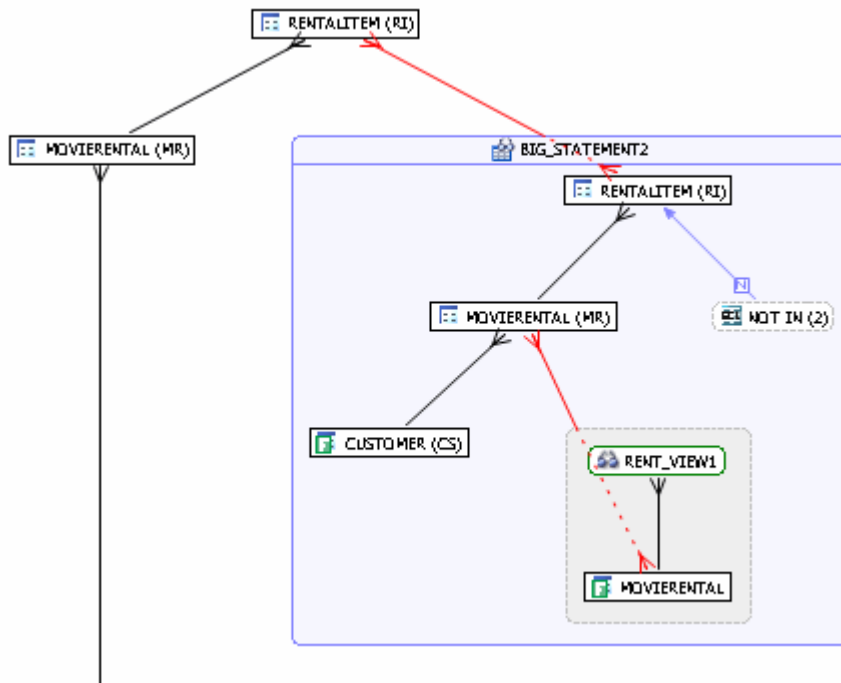 RENTALITEM (RI)
MOVIERENTAL (MR)
BIG_STATEMENT2
RENTALITEM (RI)
N
MOVIERENTAL (MR)
NOT IN (2)
CUSTOMER (CS)
RENT_VIEW1
MOVIERENTAL